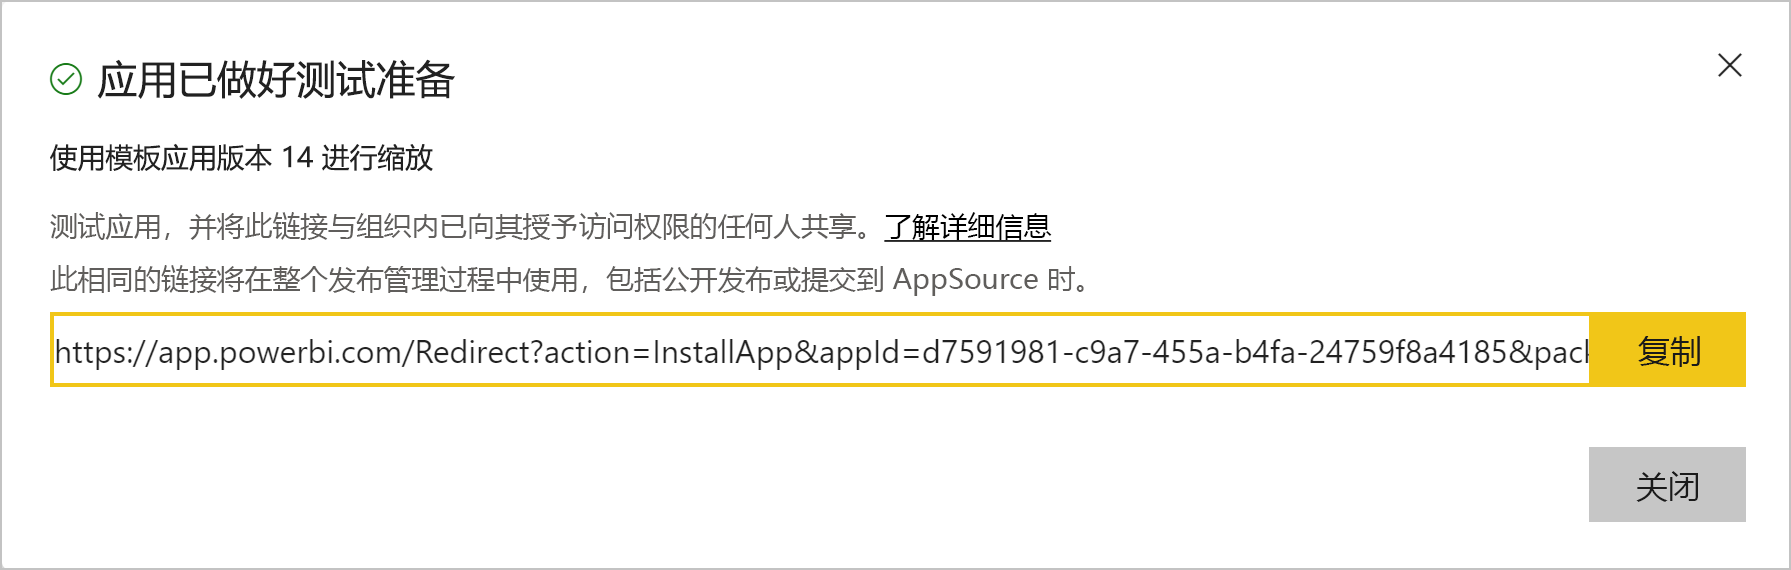 应用已做好测试准备
使用模板应用版本 14 进行缩放
测试应用，并将此链接与组织内已向其授予访问权限的任何人共享。了解详细信息
此相同的链接将在整个发布管理过程中使用，包括公开发布或提交到 AppSource 时。
https://app.powerbi.com/Redirect?action=InstallApp&appId=d7591981-c9a7-455a-b4fa-24759f8a4185&pack
复制
关闭